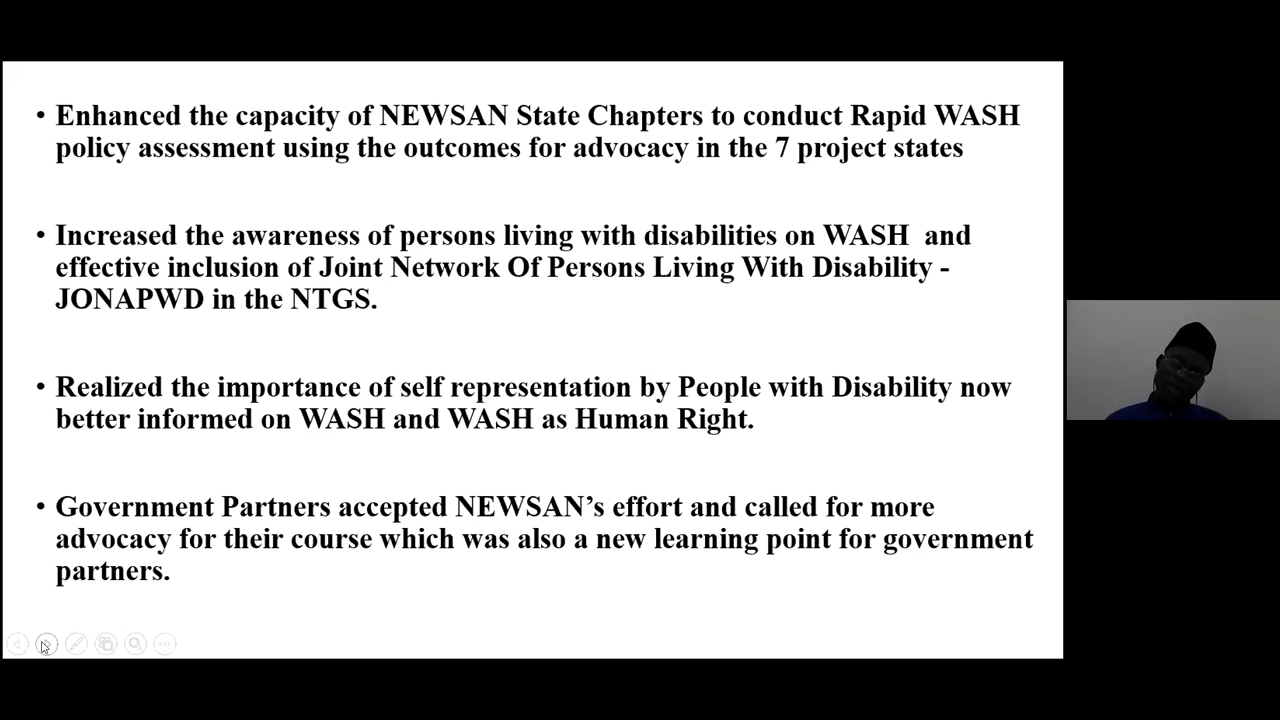 • Enhanced the capacity of NEWSAN State Chapters to conduct Rapid WASH
policy assessment using the outcomes for advocacy in the 7 project states
• Increased the awareness of persons living with disabilities on WASH  and
effective inclusion of Joint Network Of Persons Living With Disability -
JONAPWD in the NTGS.
• Realized the importance of self representation by People with Disability now
better informed on WASH and WASH as Human Right.
• Government Partners accepted NEWSAN’s effort and called for more
advocacy for their course which was also a new learning point for government
partners.